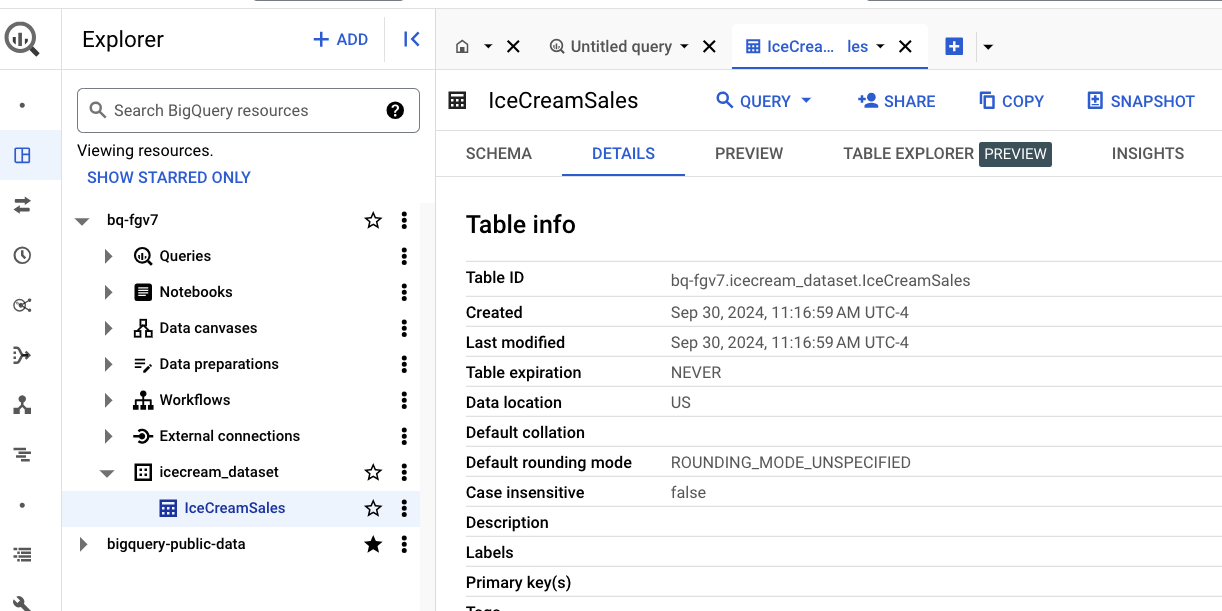 Explorer
+ ADD
Search BigQuery resources
Viewing resources.
SHOW STARRED ONLY
bq-fgv7
Queries
Notebooks
Data canvases
Data preparations
Workflows
External connections
icecream_dataset
IceCreamSales
bigquery-public-data
Untitled query
IceCrea... les
IceCreamSales
QUERY SHARE COPY SNAPSHOT
SCHEMA DETAILS PREVIEW TABLE EXPLORER PREVIEW INSIGHTS
Table info
Table ID bq-fgv7.icecream_dataset.IceCreamSales
Created Sep 30, 2024, 11:16:59 AM UTC-4
Last modified Sep 30, 2024, 11:16:59 AM UTC-4
Table expiration NEVER
Data location US
Default collation
Default rounding mode ROUNDING_MODE_UNSPECIFIED
Case insensitive false
Description
Labels
Primary key(s)
Tags